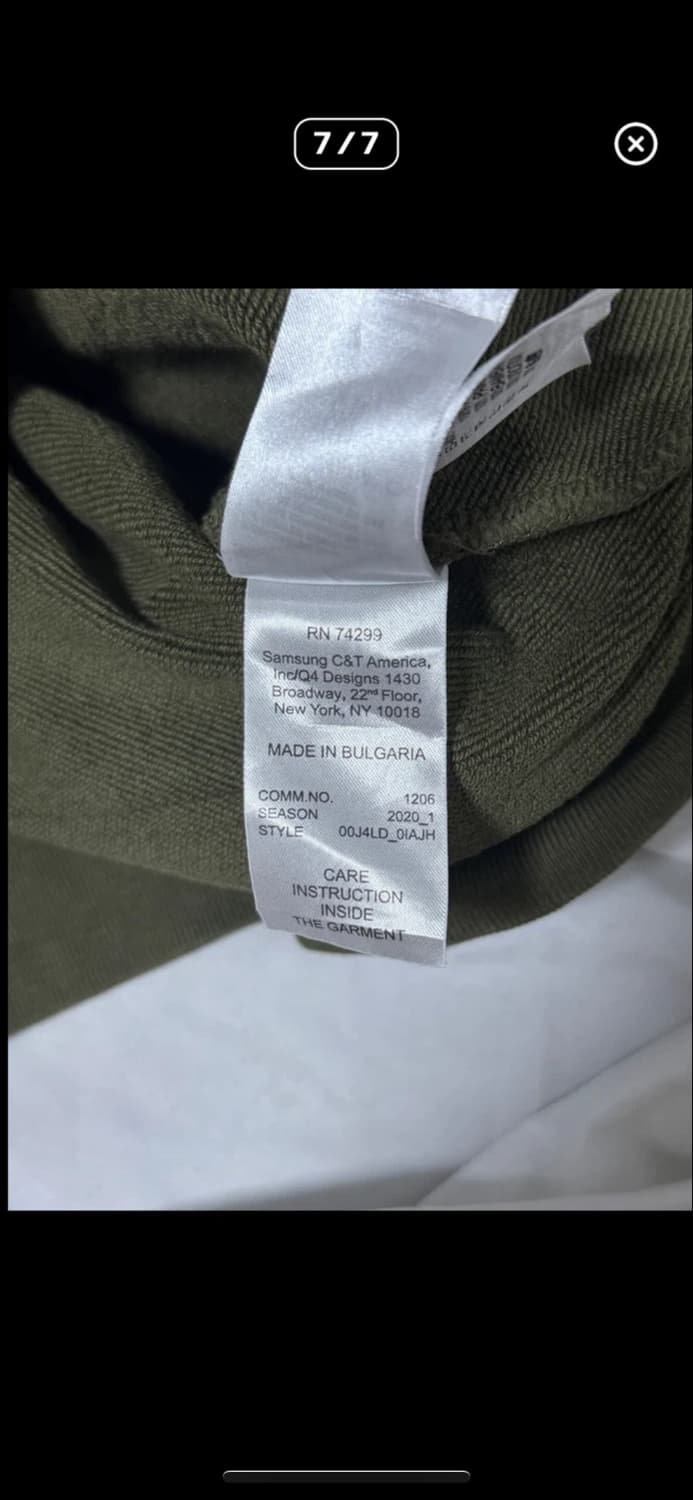 7/7
RN 74299
Samsung C&T America,
Inc/Q4 Designs 1430
Broadway, 22nd Floor,
New York, NY 10018
MADE IN BULGARIA
COMM.NO. 1206
SEASON 2020_1
STYLE 00J4LD_0IAJH
CARE
INSTRUCTION
INSIDE
THE GARMENT